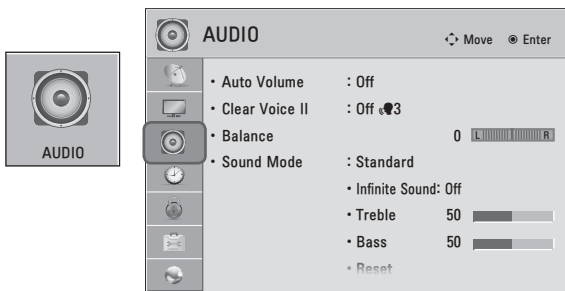 AUDIO
AUDIO
Move Enter
• Auto Volume : Off
• Clear Voice II : Off 3
• Balance 0 L R
• Sound Mode : Standard
• Infinite Sound: Off
• Treble 50
• Bass 50
• Reset